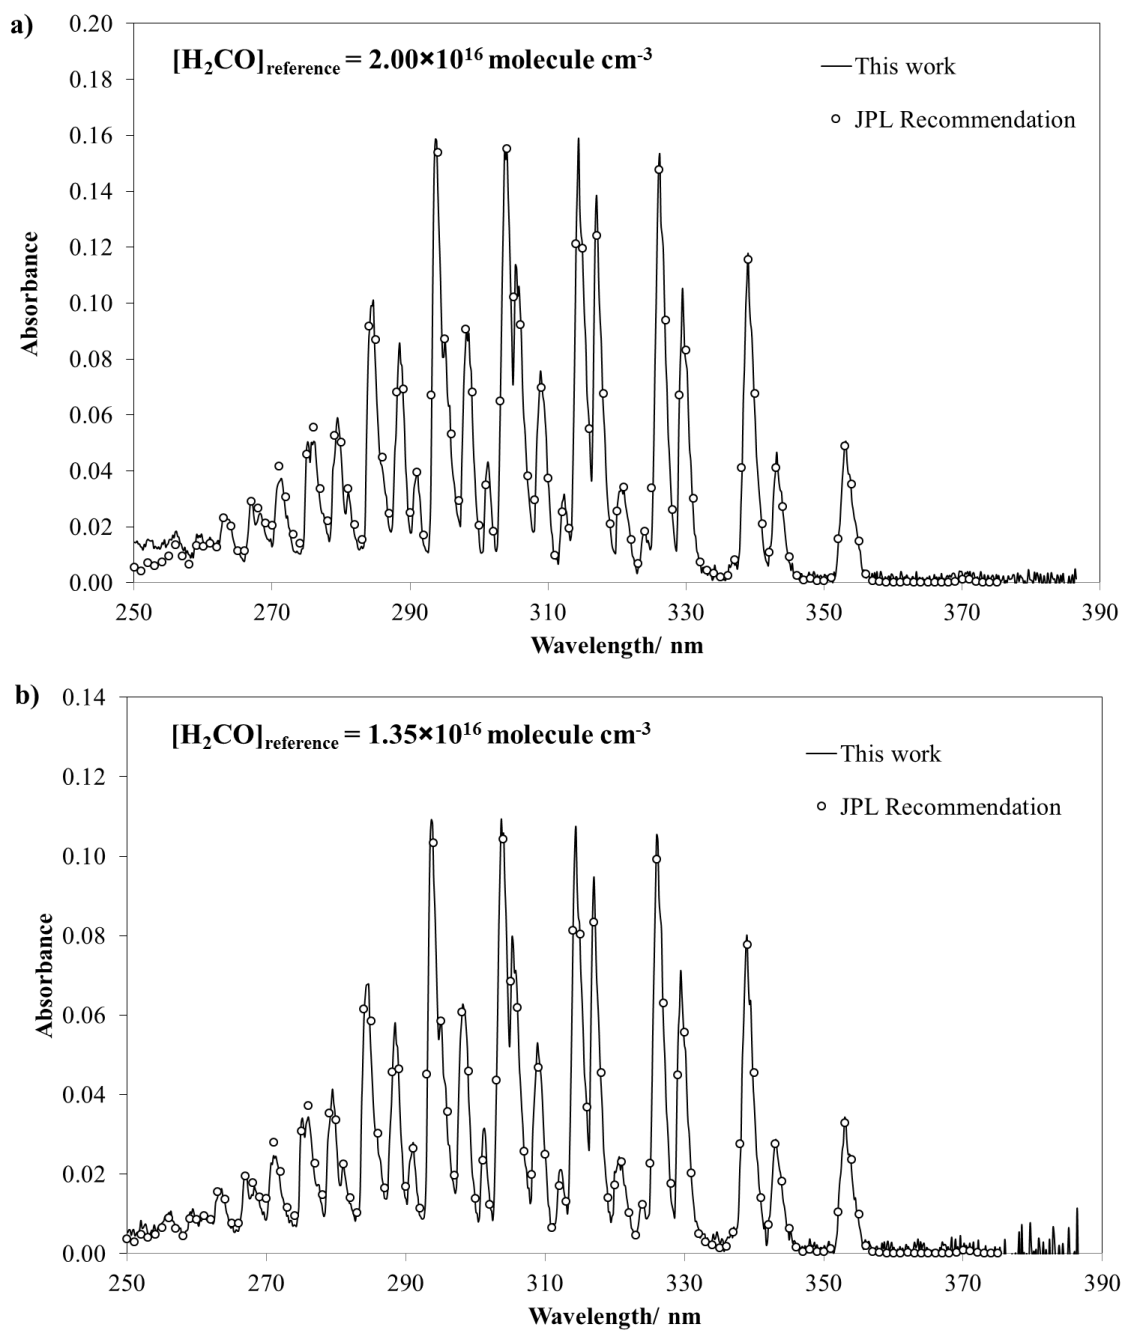 a)
[H₂CO]reference = 2.00×10¹⁶ molecule cm⁻³
This work
JPL Recommendation
0.20
0.18
0.16
0.14
0.12
0.10
0.08
0.06
0.04
0.02
0.00
Absorbance
250 270 290 310 330 350 370 390
Wavelength/ nm
b)
[H₂CO]reference = 1.35×10¹⁶ molecule cm⁻³
This work
JPL Recommendation
0.14
0.12
0.10
0.08
0.06
0.04
0.02
0.00
Absorbance
250 270 290 310 330 350 370 390
Wavelength/ nm